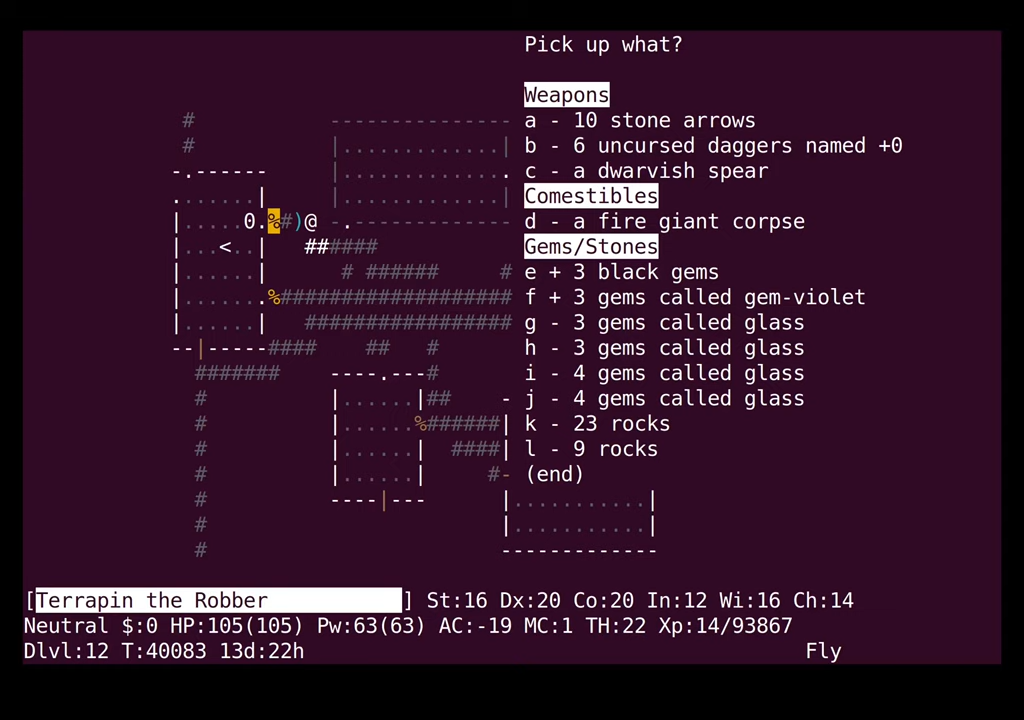 Pick up what?
Weapons
# --------------- a - 10 stone arrows
# |.............| b - 6 uncursed daggers named +0
-.------ |.............. c - a dwarvish spear
.......| |.............| Comestibles
|.....0.%#)@ -.------------- d - a fire giant corpse
|...<..| ####### Gems/Stones
|......| # ###### # e + 3 black gems
|.......%################### f + 3 gems called gem-violet
|......| ################# g - 3 gems called glass
--|-----#### ## # h - 3 gems called glass
####### ----.---# i - 4 gems called glass
# |......|## - j - 4 gems called glass
# |......%######| k - 23 rocks
# |......| ####| l - 9 rocks
# |......| #- (end)
# ----|--- |...........|
# |...........|
# -------------
[Terrapin the Robber ] St:16 Dx:20 Co:20 In:12 Wi:16 Ch:14
Neutral $:0 HP:105(105) Pw:63(63) AC:-19 MC:1 TH:22 Xp:14/93867
Dlvl:12 T:40083 13d:22h Fly